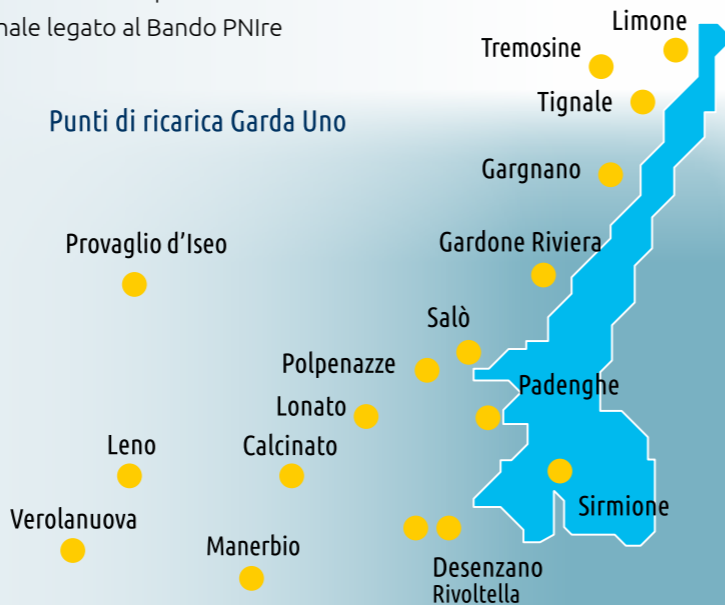 nale legato al Bando PNIre
Limone
Tremosine
Tignale
Punti di ricarica Garda Uno
Gargnano
Provaglio d’Iseo
Gardone Riviera
Salò
Polpenazze
Padenghe
Lonato
Leno
Calcinato
Sirmione
Verolanuova
Manerbio
Desenzano
Rivoltella